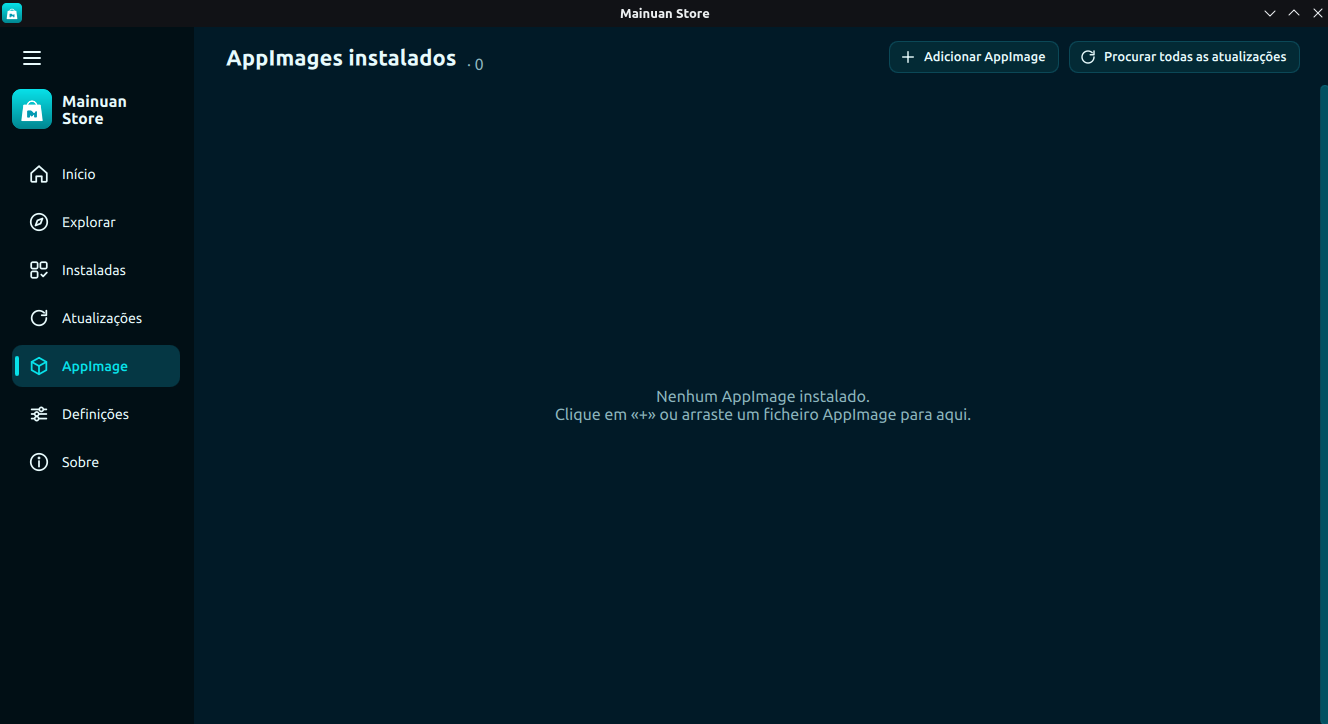 Mainuan Store
AppImages instalados · 0
+ Adicionar AppImage
Procurar todas as atualizações
Mainuan
Store
Início
Explorar
Instaladas
Atualizações
AppImage
Definições
Sobre
Nenhum AppImage instalado.
Clique em «+» ou arraste um ficheiro AppImage para aqui.